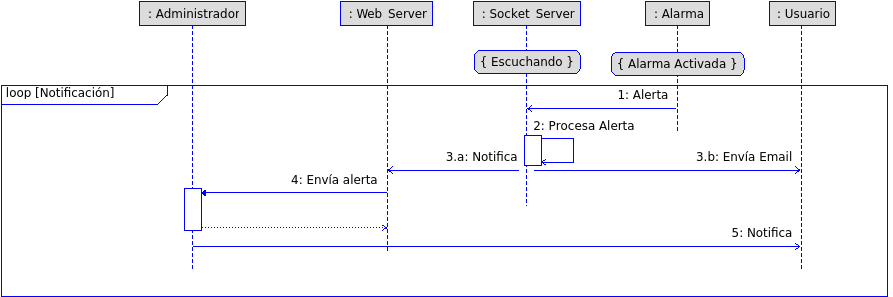 : Administrador
: Web Server
: Socket Server
: Alarma
: Usuario
{ Escuchando }
{ Alarma Activada }
loop [Notificación]
1: Alerta
2: Procesa Alerta
3.a: Notifica
3.b: Envía Email
4: Envía alerta
5: Notifica